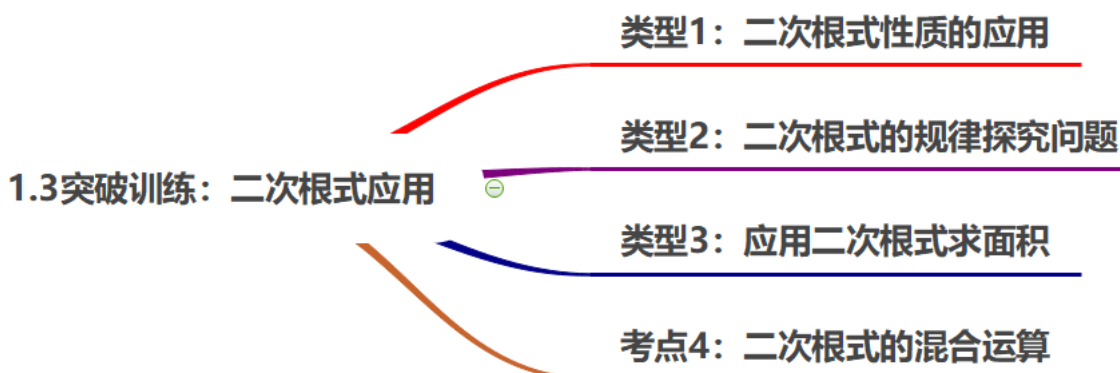 类型1：二次根式性质的应用
类型2：二次根式的规律探究问题
1.3突破训练：二次根式应用
类型3：应用二次根式求面积
考点4：二次根式的混合运算